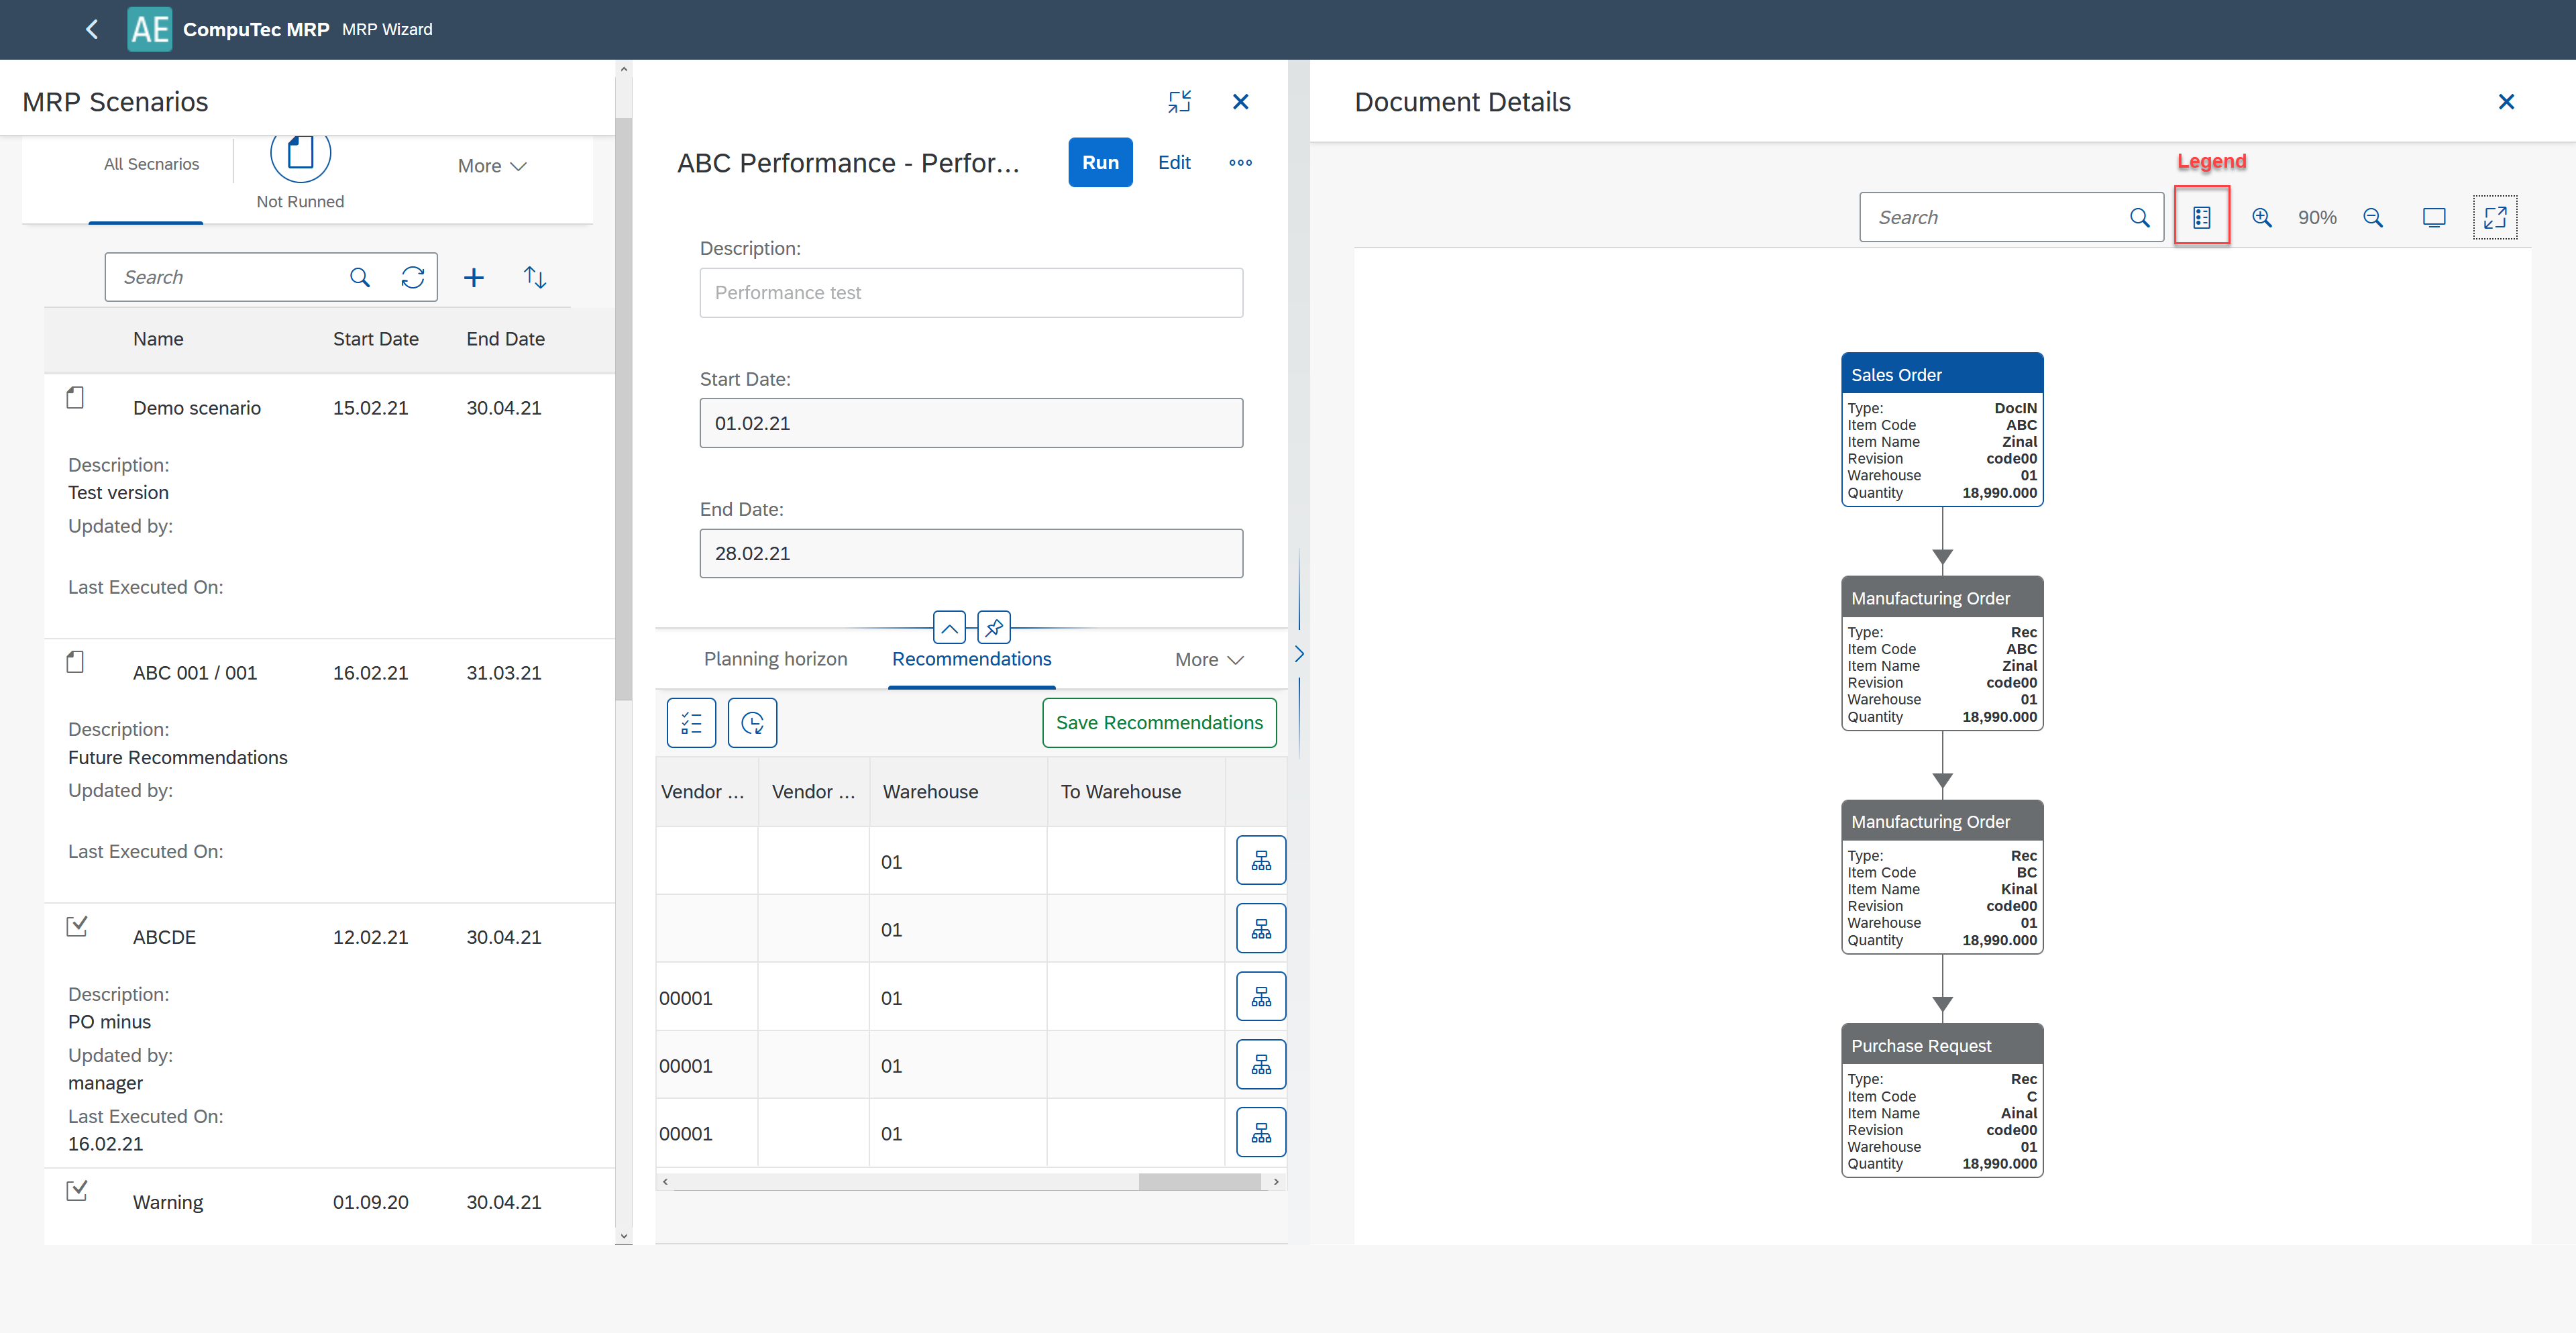 AE CompuTec MRP MRP Wizard
MRP Scenarios
All Secnarios
Not Runned
More
Search
Name Start Date End Date
Demo scenario 15.02.21 30.04.21
Description:
Test version
Updated by:
Last Executed On:
ABC 001 / 001 16.02.21 31.03.21
Description:
Future Recommendations
Updated by:
Last Executed On:
ABCDE 12.02.21 30.04.21
Description:
PO minus
Updated by:
manager
Last Executed On:
16.02.21
Warning 01.09.20 30.04.21
ABC Performance - Perfor...
Run Edit
Description:
Performance test
Start Date:
01.02.21
End Date:
28.02.21
Planning horizon Recommendations More
Save Recommendations
Vendor ... Vendor ... Warehouse To Warehouse
01
01
00001 01
00001 01
00001 01
Document Details
Legend
Search 90%
Sales Order
Type: DocIN
Item Code ABC
Item Name Zinal
Revision code00
Warehouse 01
Quantity 18,990.000
Manufacturing Order
Type: Rec
Item Code ABC
Item Name Zinal
Revision code00
Warehouse 01
Quantity 18,990.000
Manufacturing Order
Type: Rec
Item Code BC
Item Name Kinal
Revision code00
Warehouse 01
Quantity 18,990.000
Purchase Request
Type: Rec
Item Code C
Item Name Ainal
Revision code00
Warehouse 01
Quantity 18,990.000